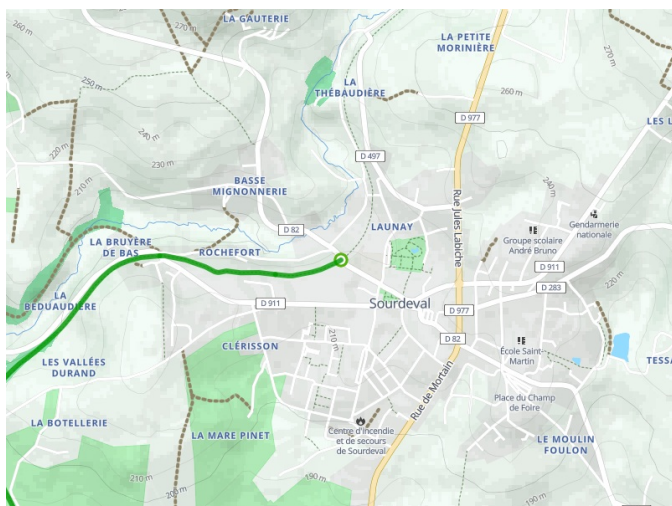 LA GAUTERIE
260 m
LA PETITE
MORINIÈRE
270 m
LA
THÉBAUDIÈRE
250 m
260 m
D 977
LES L
240 m
220 m
D 497
230 m
210 m
BASSE
MIGNONNERIE
240 m
Rue Jules Labiche
Gendarmerie
nationale
D 82
LAUNAY
Groupe scolaire
André Bruno
LA BRUYÈRE
DE BAS
ROCHEFORT
D 911
220 m
D 283
LA
BÉDUAUDIÈRE
D 911
Sourdeval
D 977
210 m
D 82
CLÉRISSON
École Saint-
Martin
LES VALLÉES
DURAND
TESSA
Rue de Mortain
Place du Champ
de Foire
LA BOTELLERIE
LA MARE PINET
Centre d'incendie
et de secours
de Sourdeval
LE MOULIN
FOULON
210 m
200 m
190 m
190 m